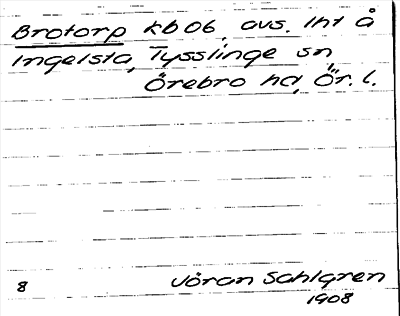 Brotorp kb 06, avs. lht å
Ingelsta, Tysslinge sn,
Örebro hd, Ör. l.
8
Jöran Sahlgren
1908